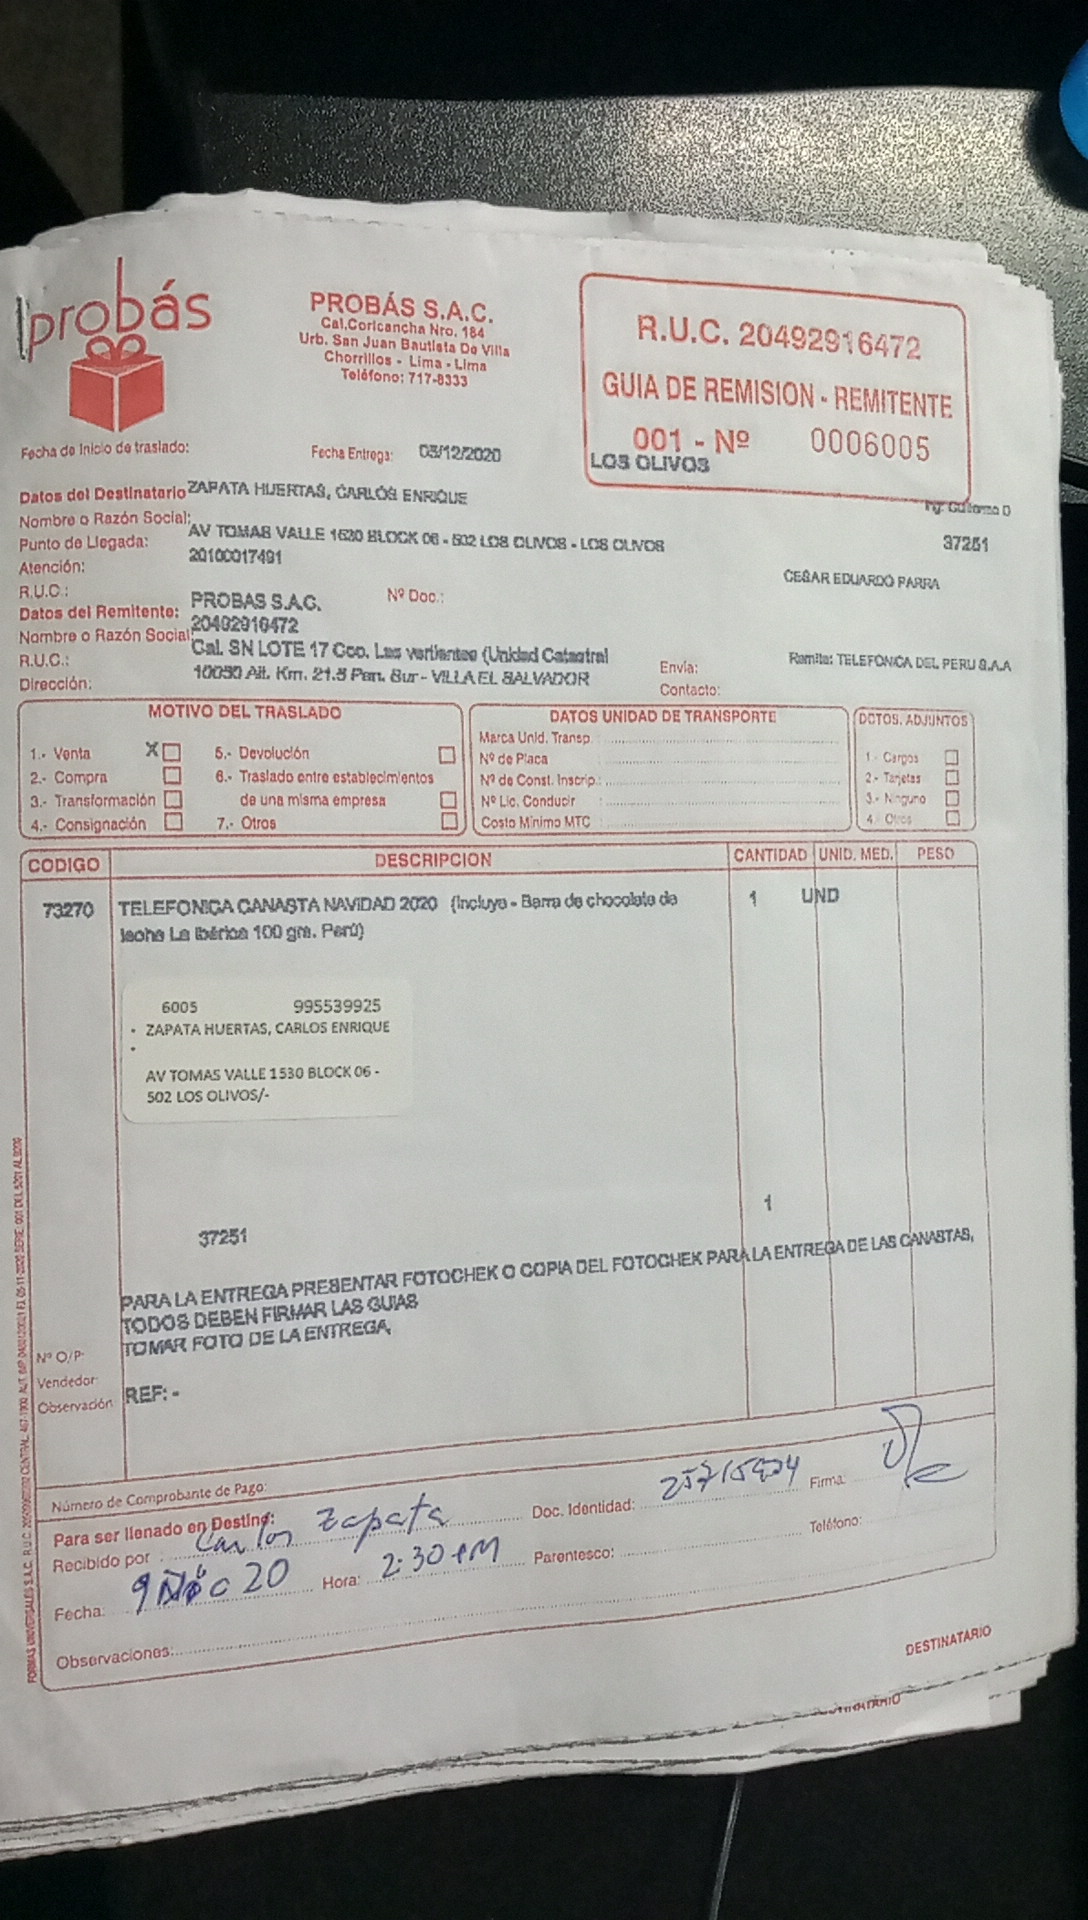 probás
PROBÁS S.A.C.
Cal.Coricancha Nro. 184
Urb. San Juan Bautista De Villa
Chorrillos - Lima - Lima
Teléfono: 717-8333
R.U.C. 20492916472
GUIA DE REMISION - REMITENTE
001 - Nº 0006005
LOS OLIVOS
Fecha de Inicio de traslado:
Fecha Entrega: 03/12/2020
Datos del Destinatario ZAPATA HUERTAS, CARLOS ENRIQUE
Nombre o Razón Social:
Punto de Llegada: AV TOMAS VALLE 1530 BLOCK 06 - 502 LOS OLIVOS - LOS OLIVOS 37251
Atención: 20100017491
CESAR EDUARDO PARRA
R.U.C.: Nº Doc.:
Datos del Remitente: PROBAS S.A.C.
Nombre o Razón Social: 20492916472
R.U.C.: Cal. SN LOTE 17 Coo. Las vertientes (Unidad Catastral
Dirección: 10050 Alt. Km. 21.5 Pan. Sur - VILLA EL SALVADOR
Envía: Remite: TELEFONICA DEL PERU S.A.A
Contacto:
MOTIVO DEL TRASLADO
1.- Venta X 5.- Devolución
2.- Compra 6.- Traslado entre establecimientos
3.- Transformación de una misma empresa
4.- Consignación 7.- Otros
DATOS UNIDAD DE TRANSPORTE
Marca Unid. Transp.
Nº de Placa :
Nº de Const. Inscrip.:
Nº Lic. Conducir :
Costo Mínimo MTC :
DCTOS. ADJUNTOS
1.- Cargos
2.- Tarjetas
3.- Ninguno
4.- Otros
CODIGO DESCRIPCION CANTIDAD UNID. MED. PESO
73270 TELEFONICA CANASTA NAVIDAD 2020 (Incluye - Barra de chocolate de 1 UND
leche La Ibérica 100 grs. Perú)
6005 995539925
ZAPATA HUERTAS, CARLOS ENRIQUE
AV TOMAS VALLE 1530 BLOCK 06 -
502 LOS OLIVOS/-
1
37251
PARA LA ENTREGA PRESENTAR FOTOCHEK O COPIA DEL FOTOCHEK PARA LA ENTREGA DE LAS CANASTAS,
TODOS DEBEN FIRMAR LAS GUIAS
TOMAR FOTO DE LA ENTREGA,
Nº O/P
Vendedor
Observación REF: -
Número de Comprobante de Pago:
Para ser llenado en Destino:
Recibido por Carlos Zapata Doc. Identidad: Firma:
Fecha: Hora: 2:30 PM Parentesco: Teléfono:
Observaciones:
DESTINATARIO